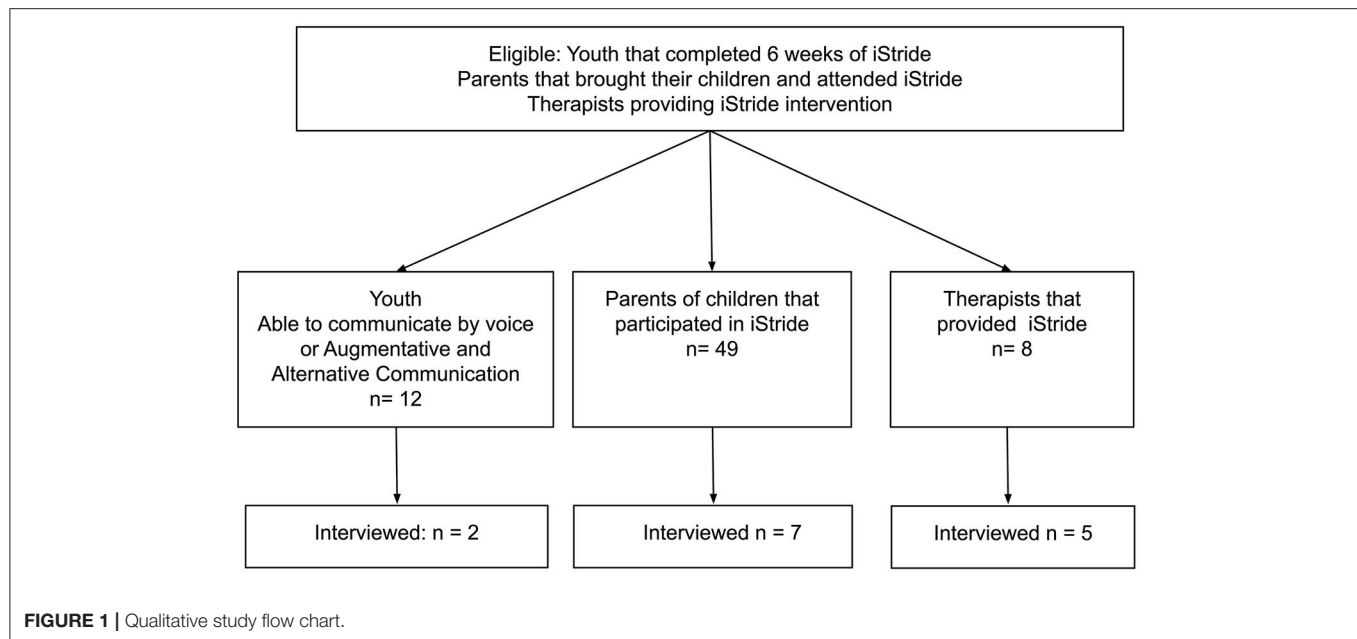 Eligible: Youth that completed 6 weeks of iStride
Parents that brought their children and attended iStride
Therapists providing iStride intervention
Youth
Able to communicate by voice
or Augmentative and
Alternative Communication
n= 12
Parents of children that
participated in iStride
n= 49
Therapists that
provided iStride
n= 8
Interviewed: n = 2
Interviewed n = 7
Interviewed n = 5
FIGURE 1 | Qualitative study flow chart.